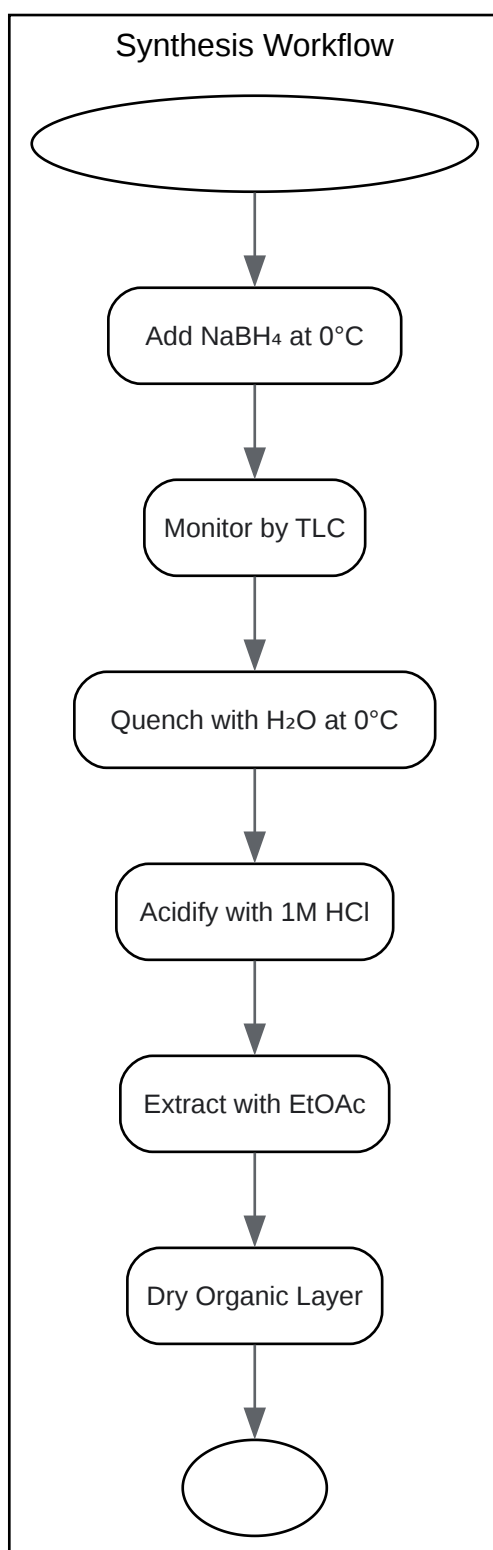 Synthesis Workflow
Add NaBH₄ at 0°C
Monitor by TLC
Quench with H₂O at 0°C
Acidify with 1M HCl
Extract with EtOAc
Dry Organic Layer